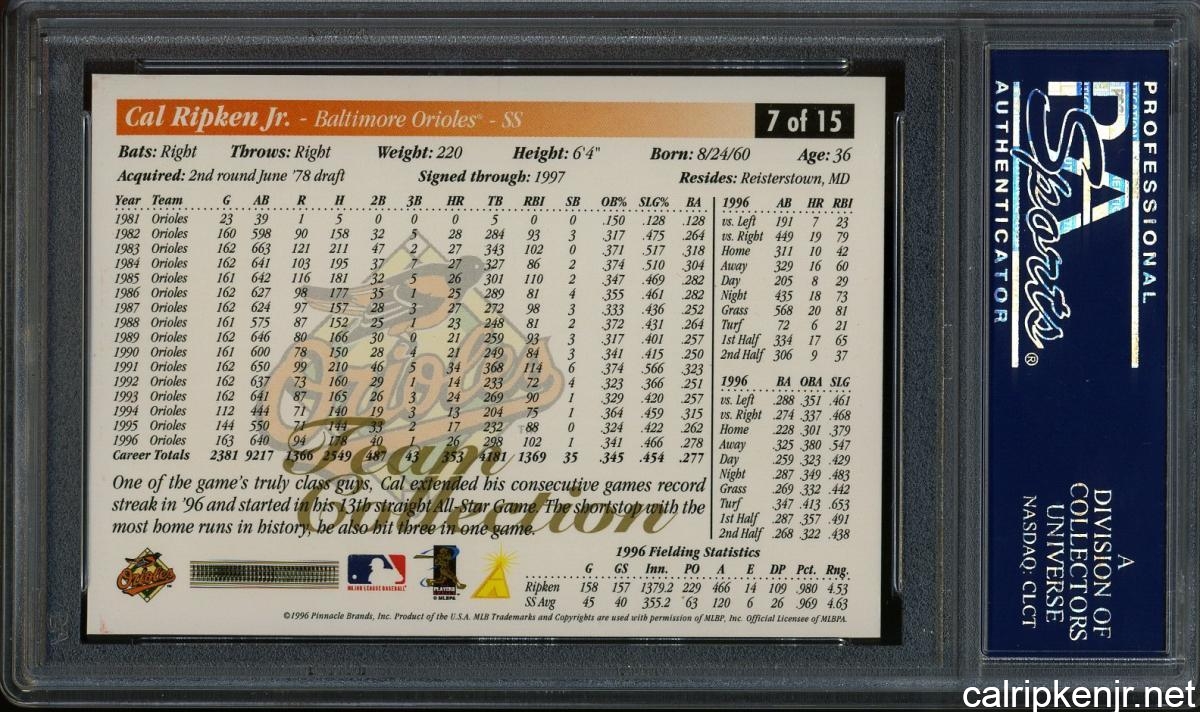 Cal Ripken Jr. - Baltimore Orioles - SS 7 of 15
Bats: Right Throws: Right Weight: 220 Height: 6'4" Born: 8/24/60 Age: 36
Acquired: 2nd round June '78 draft Signed through: 1997 Resides: Reisterstown, MD
Year Team G AB R H 2B 3B HR TB RBI SB OB% SLG% BA
1981 Orioles 23 39 1 5 0 0 0 5 0 0 .150 .128 .128
1982 Orioles 160 598 90 158 32 5 28 284 93 3 .317 .475 .264
1983 Orioles 162 663 121 211 47 2 27 343 102 0 .371 .517 .318
1984 Orioles 162 641 103 195 37 7 27 327 86 2 .374 .510 .304
1985 Orioles 161 642 116 181 32 5 26 301 110 2 .347 .469 .282
1986 Orioles 162 627 98 177 35 1 25 289 81 4 .355 .461 .282
1987 Orioles 162 624 97 157 28 3 27 272 98 3 .333 .436 .252
1988 Orioles 161 575 87 152 25 1 23 248 81 2 .372 .431 .264
1989 Orioles 162 646 80 166 30 0 21 259 93 3 .317 .401 .257
1990 Orioles 161 600 78 150 28 4 21 249 84 3 .341 .415 .250
1991 Orioles 162 650 99 210 46 5 34 368 114 6 .374 .566 .323
1992 Orioles 162 637 73 160 29 1 14 233 72 4 .323 .366 .251
1993 Orioles 162 641 87 165 26 3 24 269 90 1 .329 .420 .257
1994 Orioles 112 444 71 140 19 3 13 204 75 1 .364 .459 .315
1995 Orioles 144 550 71 144 33 2 17 232 88 0 .324 .422 .262
1996 Orioles 163 640 94 178 40 1 26 298 102 1 .341 .466 .278
Career Totals 2381 9217 1366 2549 487 43 353 4181 1369 35 .345 .454 .277
Orioles
Team
Collection
One of the game's truly class guys, Cal extended his consecutive games record
streak in '96 and started in his 13th straight All-Star Game. The shortstop with the
most home runs in history, he also hit three in one game.
1996 AB HR RBI
vs. Left 191 7 23
vs. Right 449 19 79
Home 311 10 42
Away 329 16 60
Day 205 8 29
Night 435 18 73
Grass 568 20 81
Turf 72 6 21
1st Half 334 17 65
2nd Half 306 9 37
1996 BA OBA SLG
vs. Left .288 .351 .461
vs. Right .274 .337 .468
Home .228 .301 .379
Away .325 .380 .547
Day .259 .323 .429
Night .287 .349 .483
Grass .269 .332 .442
Turf .347 .413 .653
1st Half .287 .357 .491
2nd Half .268 .322 .438
Orioles
MAJOR LEAGUE BASEBALL
PLAYERS
© MLBPA
1996 Fielding Statistics
G GS Inn. PO A E DP Pct. Rng.
Ripken 158 157 1379.2 229 466 14 109 .980 4.53
SS Avg 45 40 355.2 63 120 6 26 .969 4.63
©1996 Pinnacle Brands, Inc. Product of the U.S.A. MLB Trademarks and Copyrights are used with permission of MLBP, Inc. Official Licensee of MLBPA.
PROFESSIONAL
PSA
Sports®
AUTHENTICATOR
A
DIVISION OF
COLLECTORS
UNIVERSE
NASDAQ: CLCT
calripkenjr.net